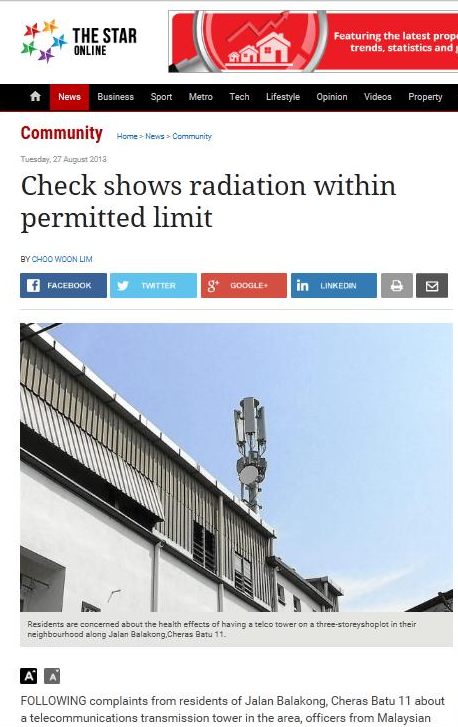 THE STAR
ONLINE
Featuring the latest prope
trends, statistics and g
News Business Sport Metro Tech Lifestyle Opinion Videos Property
Community Home > News > Community
Tuesday, 27 August 2013
Check shows radiation within
permitted limit
BY CHOO WOON LIM
FACEBOOK TWITTER g+ GOOGLE+ in LINKEDIN
Residents are concerned about the health effects of having a telco tower on a three-storeyshoplot in their
neighbourhood along Jalan Balakong,Cheras Batu 11.
A A
FOLLOWING complaints from residents of Jalan Balakong, Cheras Batu 11 about
a telecommunications transmission tower in the area, officers from Malaysian